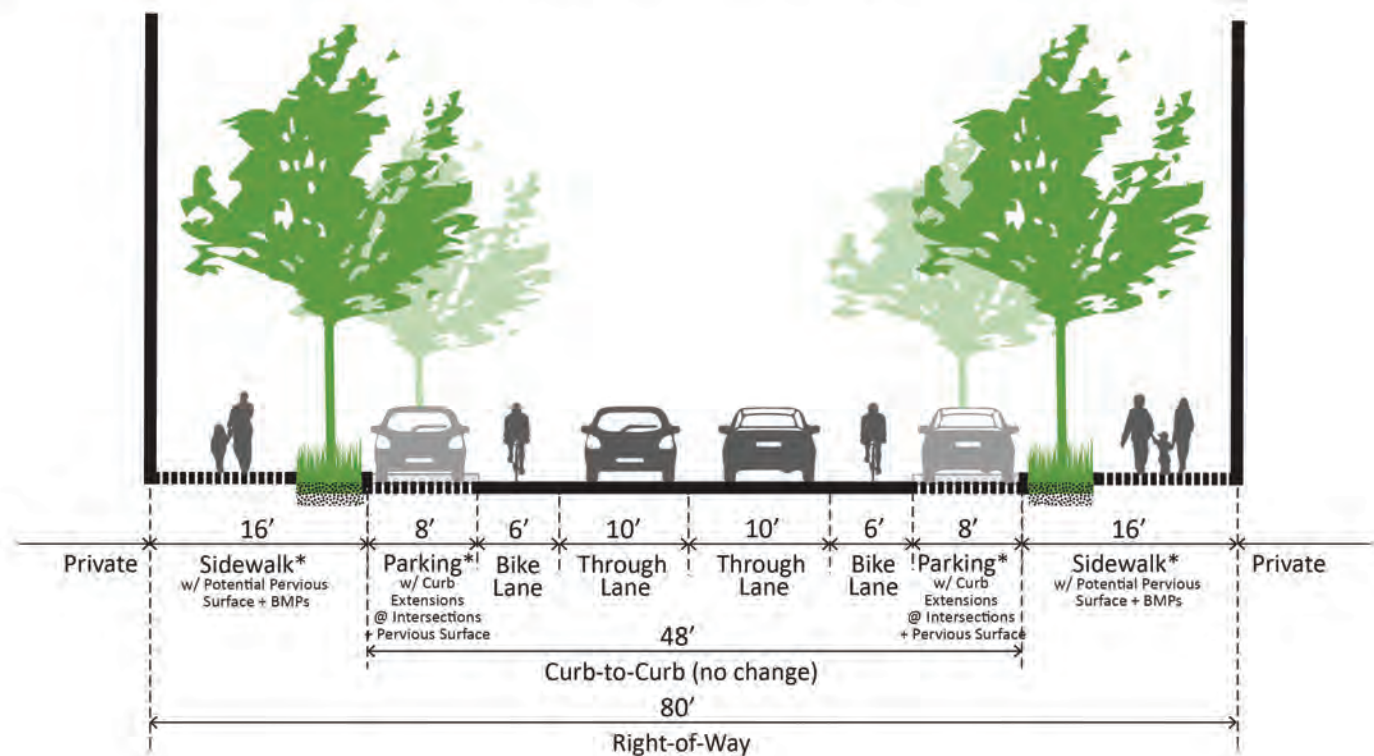 16’ 8’ 6’ 10’ 10’ 6’ 8’ 16’
Private
Sidewalk*
w/ Potential Pervious
Surface + BMPs
Parking*
w/ Curb
Extensions
@ Intersections
+ Pervious Surface
Bike
Lane
Through
Lane
Through
Lane
Bike
Lane
Parking*
w/ Curb
Extensions
@ Intersections
+ Pervious Surface
Sidewalk*
w/ Potential Pervious
Surface + BMPs
Private
48’
Curb-to-Curb (no change)
80’
Right-of-Way